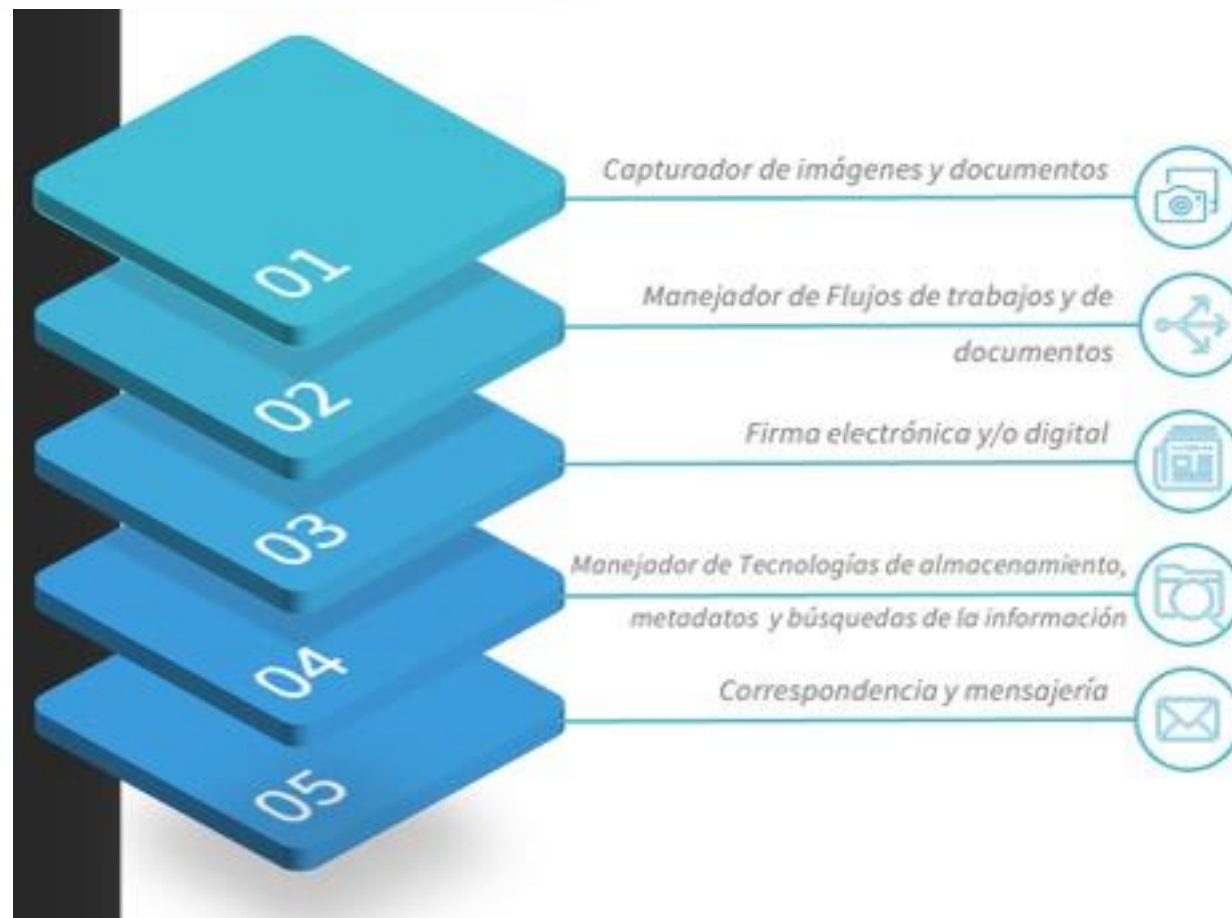 01
Capturador de imágenes y documentos
02
Manejador de Flujos de trabajos y de
documentos
03
Firma electrónica y/o digital
04
Manejador de Tecnologías de almacenamiento,
metadatos y búsquedas de la información
05
Correspondencia y mensajería